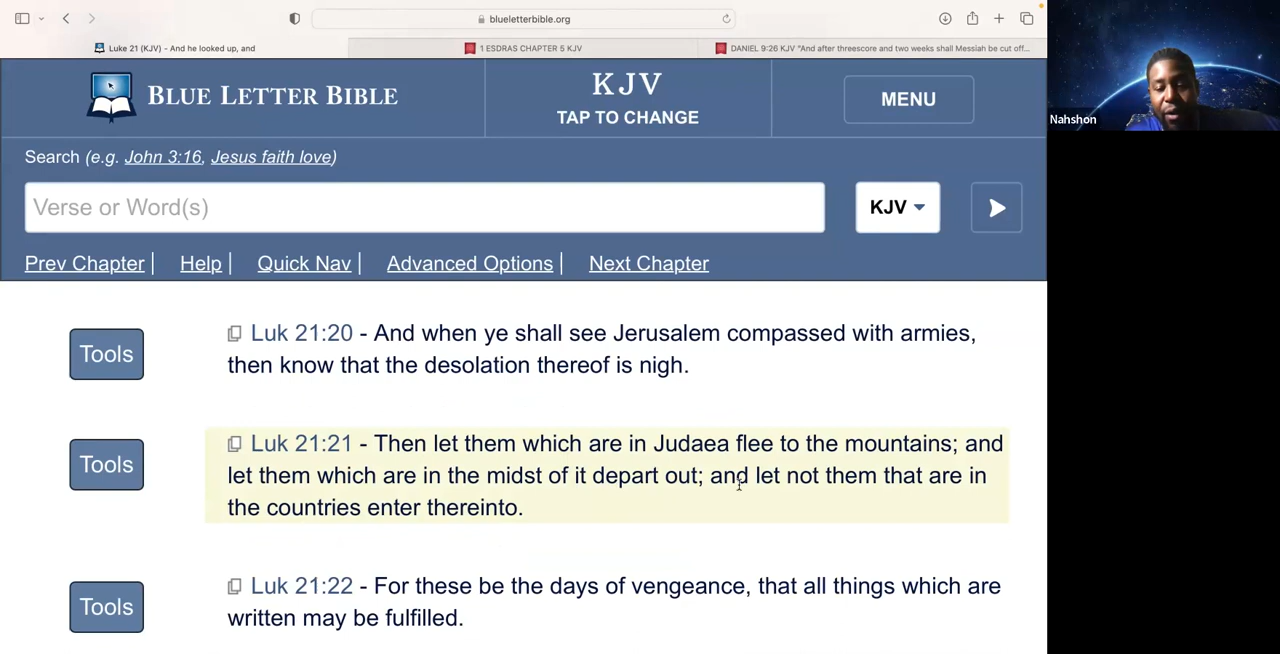 blueletterbible.org
Luke 21 (KJV) - And he looked up, and
1 ESDRAS CHAPTER 5 KJV
DANIEL 9:26 KJV "And after threescore and two weeks shall Messiah be cut off...
BLUE LETTER BIBLE
KJV
TAP TO CHANGE
MENU
Nahshon
Search (e.g. John 3:16, Jesus faith love)
Verse or Word(s)
KJV
Prev Chapter | Help | Quick Nav | Advanced Options | Next Chapter
Tools
Luk 21:20 - And when ye shall see Jerusalem compassed with armies,
then know that the desolation thereof is nigh.
Tools
Luk 21:21 - Then let them which are in Judaea flee to the mountains; and
let them which are in the midst of it depart out; and let not them that are in
the countries enter thereinto.
Tools
Luk 21:22 - For these be the days of vengeance, that all things which are
written may be fulfilled.